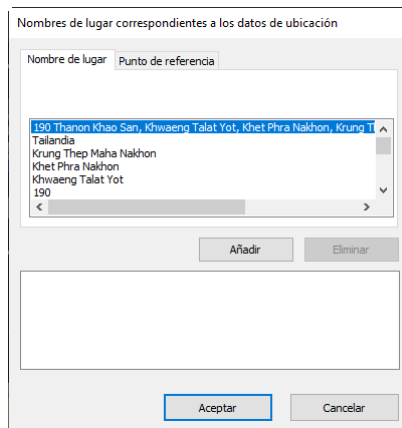 Nombres de lugar correspondientes a los datos de ubicación
Nombre de lugar Punto de referencia
190 Thanon Khao San, Khwaeng Talat Yot, Khet Phra Nakhon, Krung
Tailandia
Krung Thep Maha Nakhon
Khet Phra Nakhon
Khwaeng Talat Yot
190
Añadir Eliminar
Aceptar Cancelar